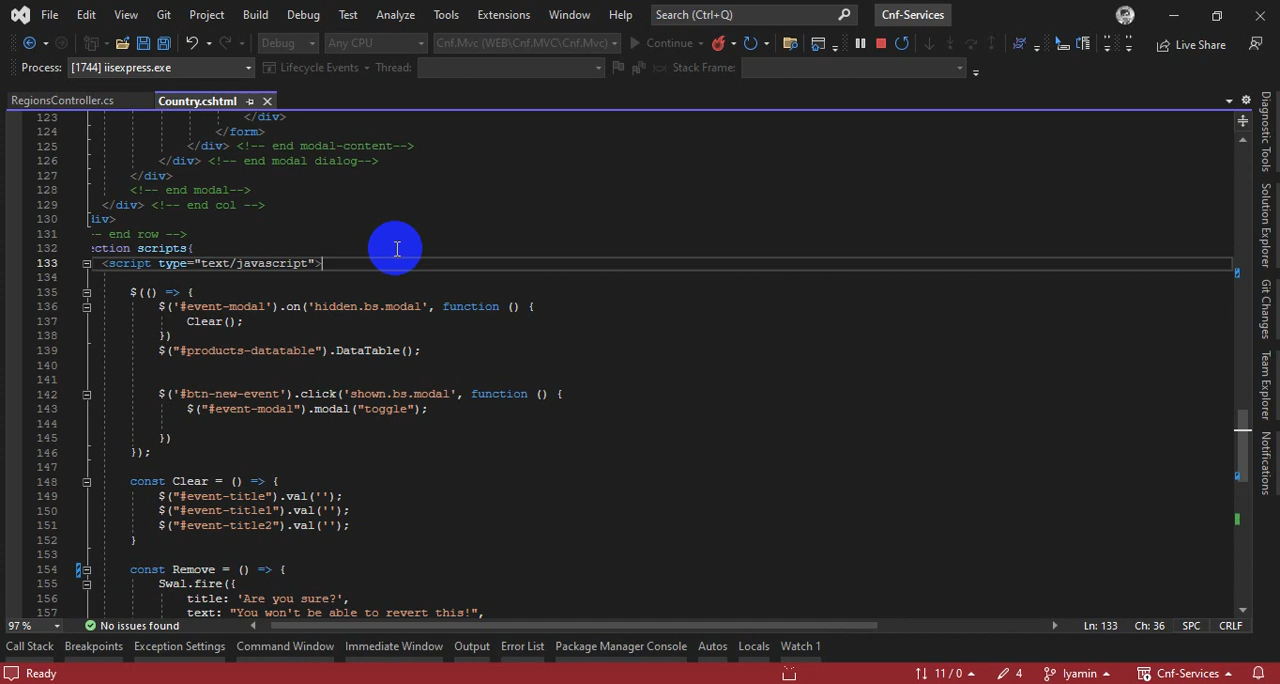 File Edit View Git Project Build Debug Test Analyze Tools Extensions Window Help Search (Ctrl+Q) Cnf-Services
Debug Any CPU Cnf.Mvc (WEB\Cnf.MVC\Cnf.Mvc) Continue Live Share
Process: [1744] iisexpress.exe Lifecycle Events Thread: Stack Frame:
RegionsController.cs Country.cshtml
123 </div>
124 </form>
125 </div> <!-- end modal-content-->
126 </div> <!-- end modal dialog-->
127 </div>
128 <!-- end modal-->
129 </div> <!-- end col -->
130 div>
131 -- end row -->
132 ection scripts{
133 <script type="text/javascript">
134
135 $(() => {
136 $('#event-modal').on('hidden.bs.modal', function () {
137 Clear();
138 })
139 $("#products-datatable").DataTable();
140
141
142 $('#btn-new-event').click('shown.bs.modal', function () {
143 $("#event-modal").modal("toggle");
144
145 })
146 });
147
148 const Clear = () => {
149 $("#event-title").val('');
150 $("#event-title1").val('');
151 $("#event-title2").val('');
152 }
153
154 const Remove = () => {
155 Swal.fire({
156 title: 'Are you sure?',
157 text: "You won't be able to revert this!",
97 % No issues found Ln: 133 Ch: 36 SPC CRLF
Call Stack Breakpoints Exception Settings Command Window Immediate Window Output Error List Package Manager Console Autos Locals Watch 1
Ready 11 / 0 4 lyamin Cnf-Services
Diagnostic Tools
Solution Explorer
Git Changes
Team Explorer
Notifications